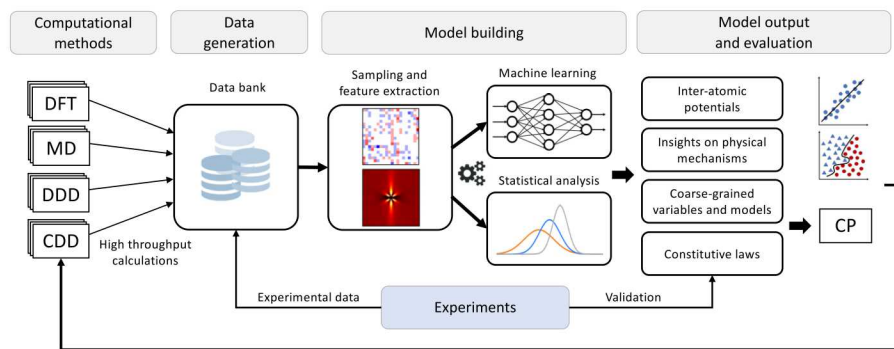 Computational
methods
Data
generation
Model building
Model output
and evaluation
DFT
MD
DDD
CDD
High throughput
calculations
Data bank
Sampling and
feature extraction
Machine learning
Statistical analysis
Inter-atomic
potentials
Insights on physical
mechanisms
Coarse-grained
variables and models
Constitutive laws
CP
Experimental data
Experiments
Validation